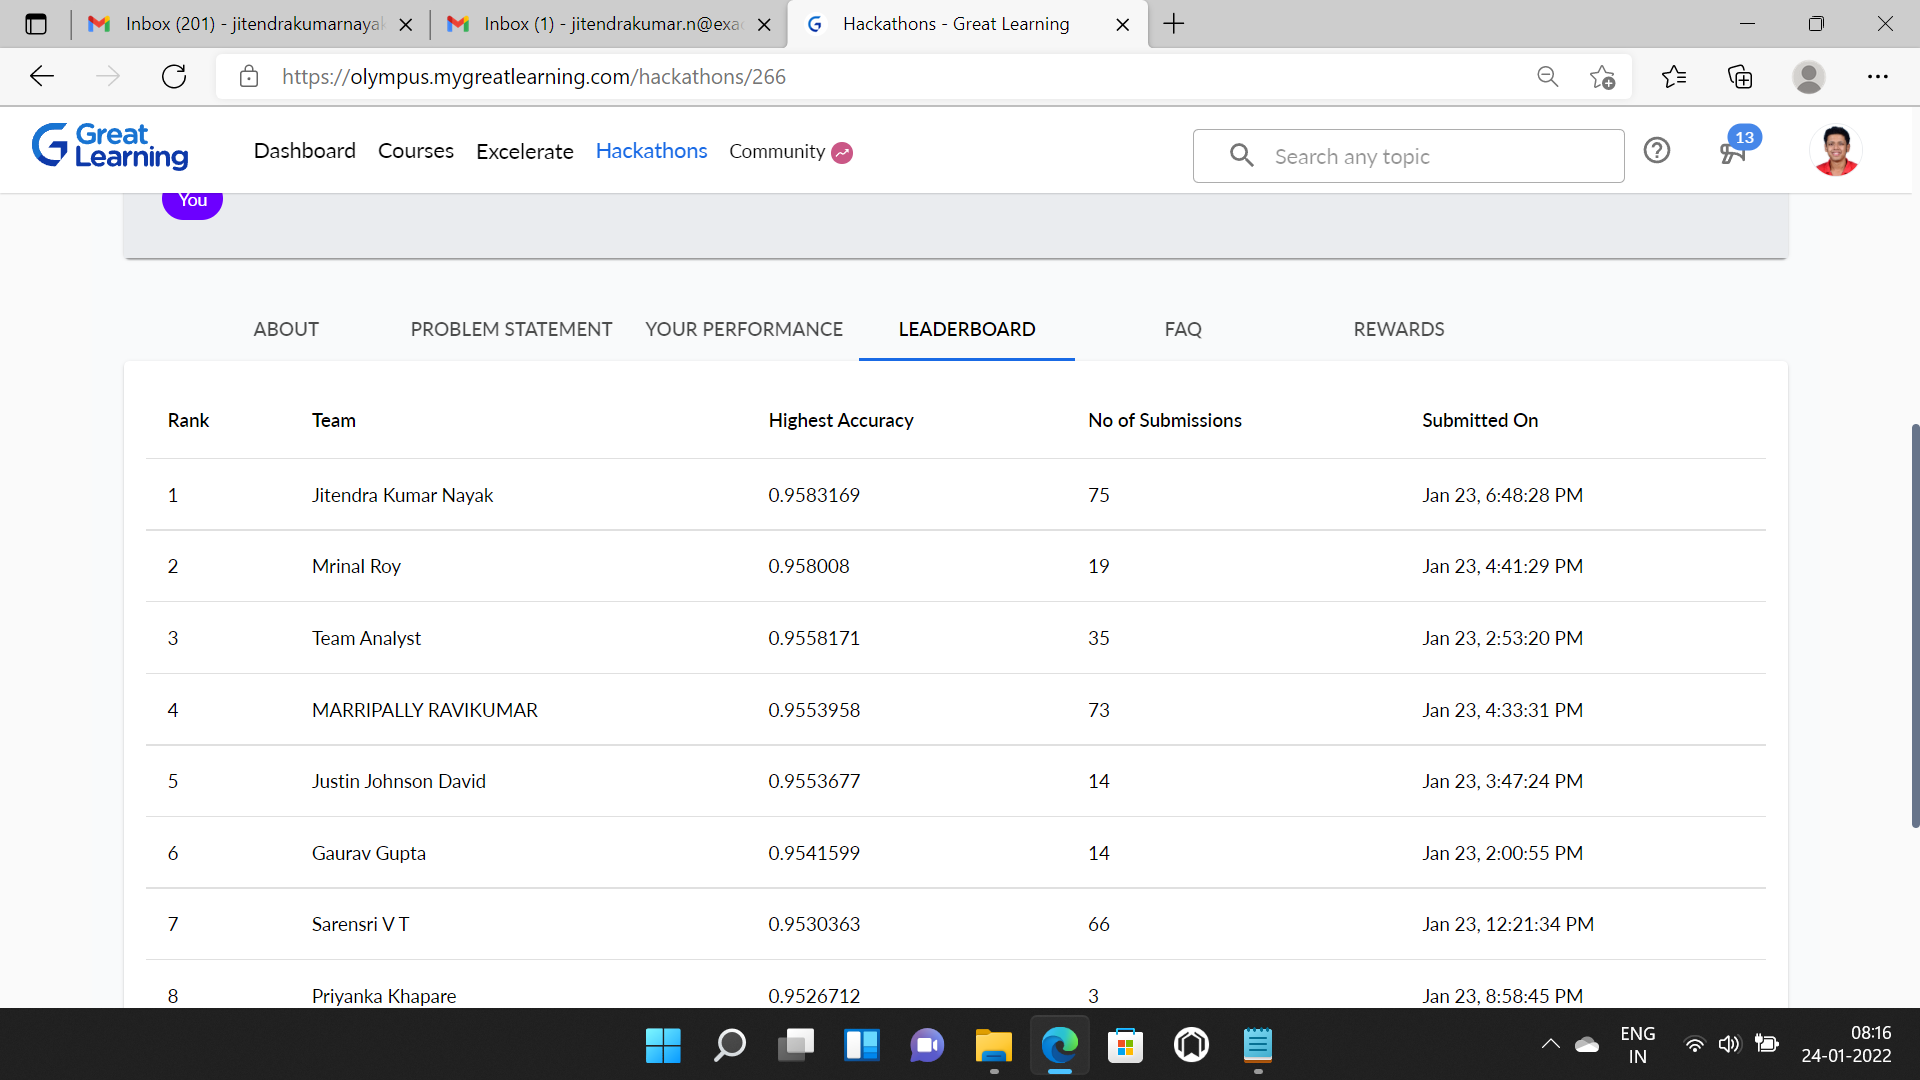 Inbox (201) - jitendrakumarnayak
Inbox (1) - jitendrakumar.n@exa
Hackathons - Great Learning
https://olympus.mygreatlearning.com/hackathons/266
Great Learning
Dashboard Courses Excelerate Hackathons Community
Search any topic
13
You
ABOUT PROBLEM STATEMENT YOUR PERFORMANCE LEADERBOARD FAQ REWARDS
Rank Team Highest Accuracy No of Submissions Submitted On
1 Jitendra Kumar Nayak 0.9583169 75 Jan 23, 6:48:28 PM
2 Mrinal Roy 0.958008 19 Jan 23, 4:41:29 PM
3 Team Analyst 0.9558171 35 Jan 23, 2:53:20 PM
4 MARRIPALLY RAVIKUMAR 0.9553958 73 Jan 23, 4:33:31 PM
5 Justin Johnson David 0.9553677 14 Jan 23, 3:47:24 PM
6 Gaurav Gupta 0.9541599 14 Jan 23, 2:00:55 PM
7 Sarensri V T 0.9530363 66 Jan 23, 12:21:34 PM
8 Priyanka Khapare 0.9526712 3 Jan 23, 8:58:45 PM
ENG
IN
08:16
24-01-2022